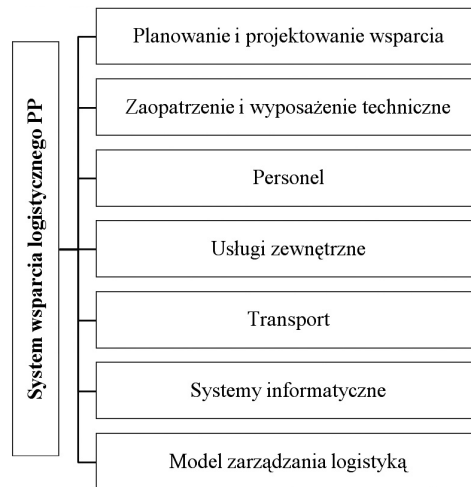 System wsparcia logistycznego PP
Planowanie i projektowanie wsparcia
Zaopatrzenie i wyposażenie techniczne
Personel
Usługi zewnętrzne
Transport
Systemy informatyczne
Model zarządzania logistyką